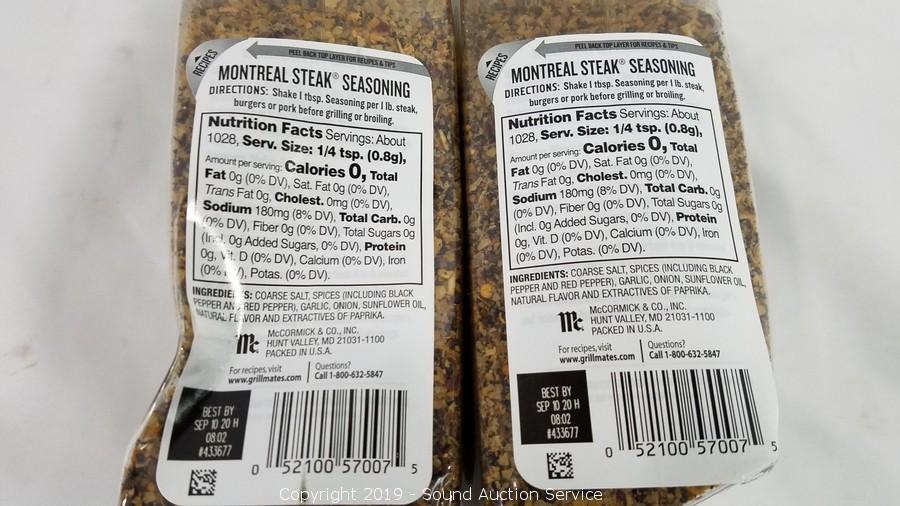 RECIPES
PEEL BACK TOP LAYER FOR RECIPES & TIPS
MONTREAL STEAK® SEASONING
DIRECTIONS: Shake 1 tbsp. Seasoning per 1 lb. steak,
burgers or pork before grilling or broiling.
Nutrition Facts Servings: About
1028, Serv. Size: 1/4 tsp. (0.8g),
Amount per serving: Calories 0, Total
Fat 0g (0% DV), Sat. Fat 0g (0% DV),
Trans Fat 0g, Cholest. 0mg (0% DV),
Sodium 180mg (8% DV), Total Carb. 0g
(0% DV), Fiber 0g (0% DV), Total Sugars 0g
(Incl. 0g Added Sugars, 0% DV), Protein
0g, Vit. D (0% DV), Calcium (0% DV), Iron
(0% DV), Potas. (0% DV).
INGREDIENTS: COARSE SALT, SPICES (INCLUDING BLACK
PEPPER AND RED PEPPER), GARLIC, ONION, SUNFLOWER OIL,
NATURAL FLAVOR AND EXTRACTIVES OF PAPRIKA.
Mc
McCORMICK & CO., INC.
HUNT VALLEY, MD 21031-1100
PACKED IN U.S.A.
For recipes, visit
www.grillmates.com
Questions?
Call 1-800-632-5847
BEST BY
SEP 10 20 H
08:02
#433677
0 52100 57007 5
RECIPES
PEEL BACK TOP LAYER FOR RECIPES & TIPS
MONTREAL STEAK® SEASONING
DIRECTIONS: Shake 1 tbsp. Seasoning per 1 lb. steak,
burgers or pork before grilling or broiling.
Nutrition Facts Servings: About
1028, Serv. Size: 1/4 tsp. (0.8g),
Amount per serving: Calories 0, Total
Fat 0g (0% DV), Sat. Fat 0g (0% DV),
Trans Fat 0g, Cholest. 0mg (0% DV),
Sodium 180mg (8% DV), Total Carb. 0g
(0% DV), Fiber 0g (0% DV), Total Sugars 0g
(Incl. 0g Added Sugars, 0% DV), Protein
0g, Vit. D (0% DV), Calcium (0% DV), Iron
(0% DV), Potas. (0% DV).
INGREDIENTS: COARSE SALT, SPICES (INCLUDING BLACK
PEPPER AND RED PEPPER), GARLIC, ONION, SUNFLOWER OIL,
NATURAL FLAVOR AND EXTRACTIVES OF PAPRIKA.
Mc
McCORMICK & CO., INC.
HUNT VALLEY, MD 21031-1100
PACKED IN U.S.A.
For recipes, visit
www.grillmates.com
Questions?
Call 1-800-632-5847
BEST BY
SEP 10 20 H
08:02
#433677
0 52100 57007 5
Copyright 2019 - Sound Auction Service